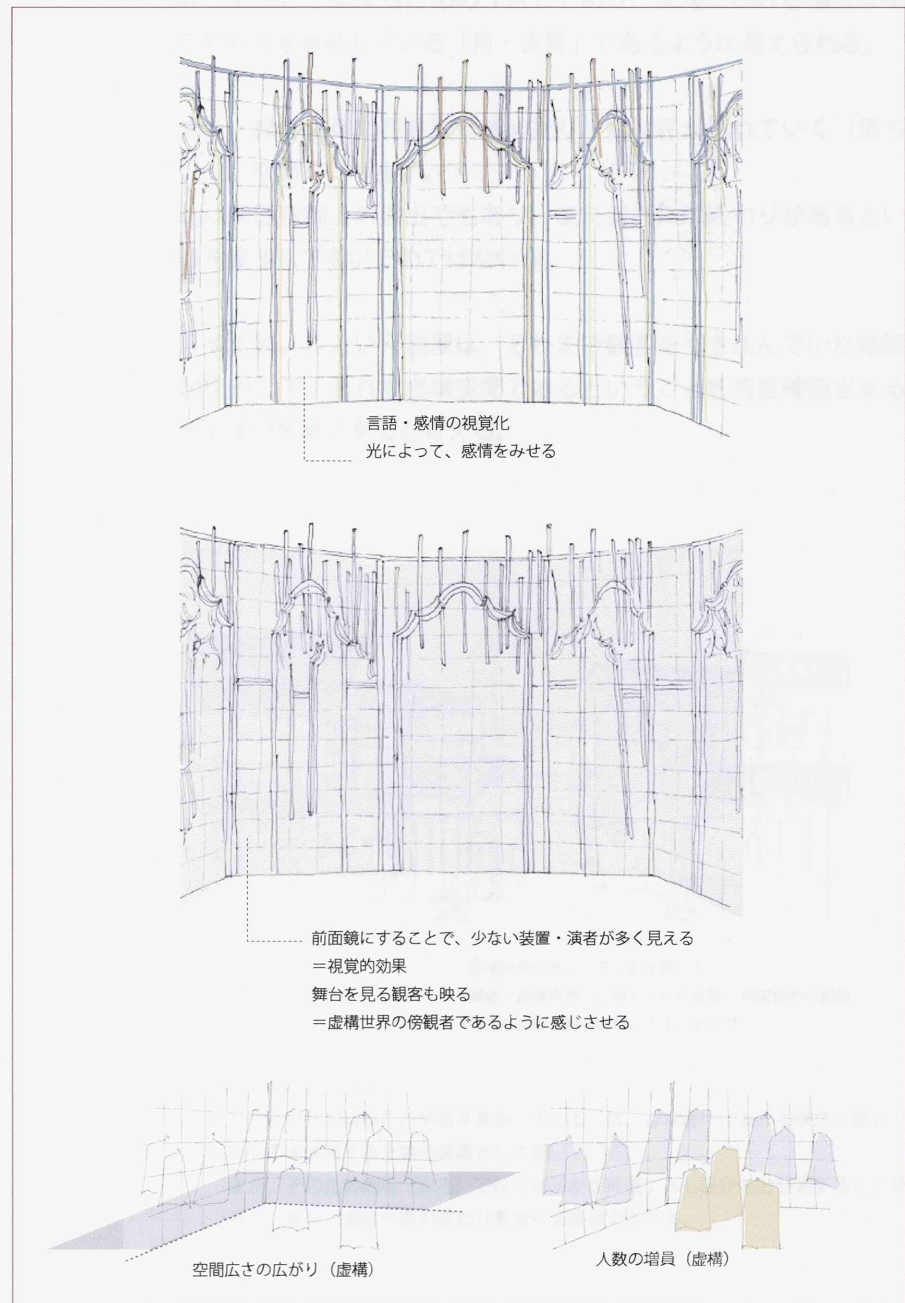 言語・感情の視覚化
光によって、感情をみせる
前面鏡にすることで、少ない装置・演者が多く見える
＝視覚的効果
舞台を見る観客も映る
＝虚構世界の傍観者であるように感じさせる
空間広さの広がり（虚構）
人数の増員（虚構）